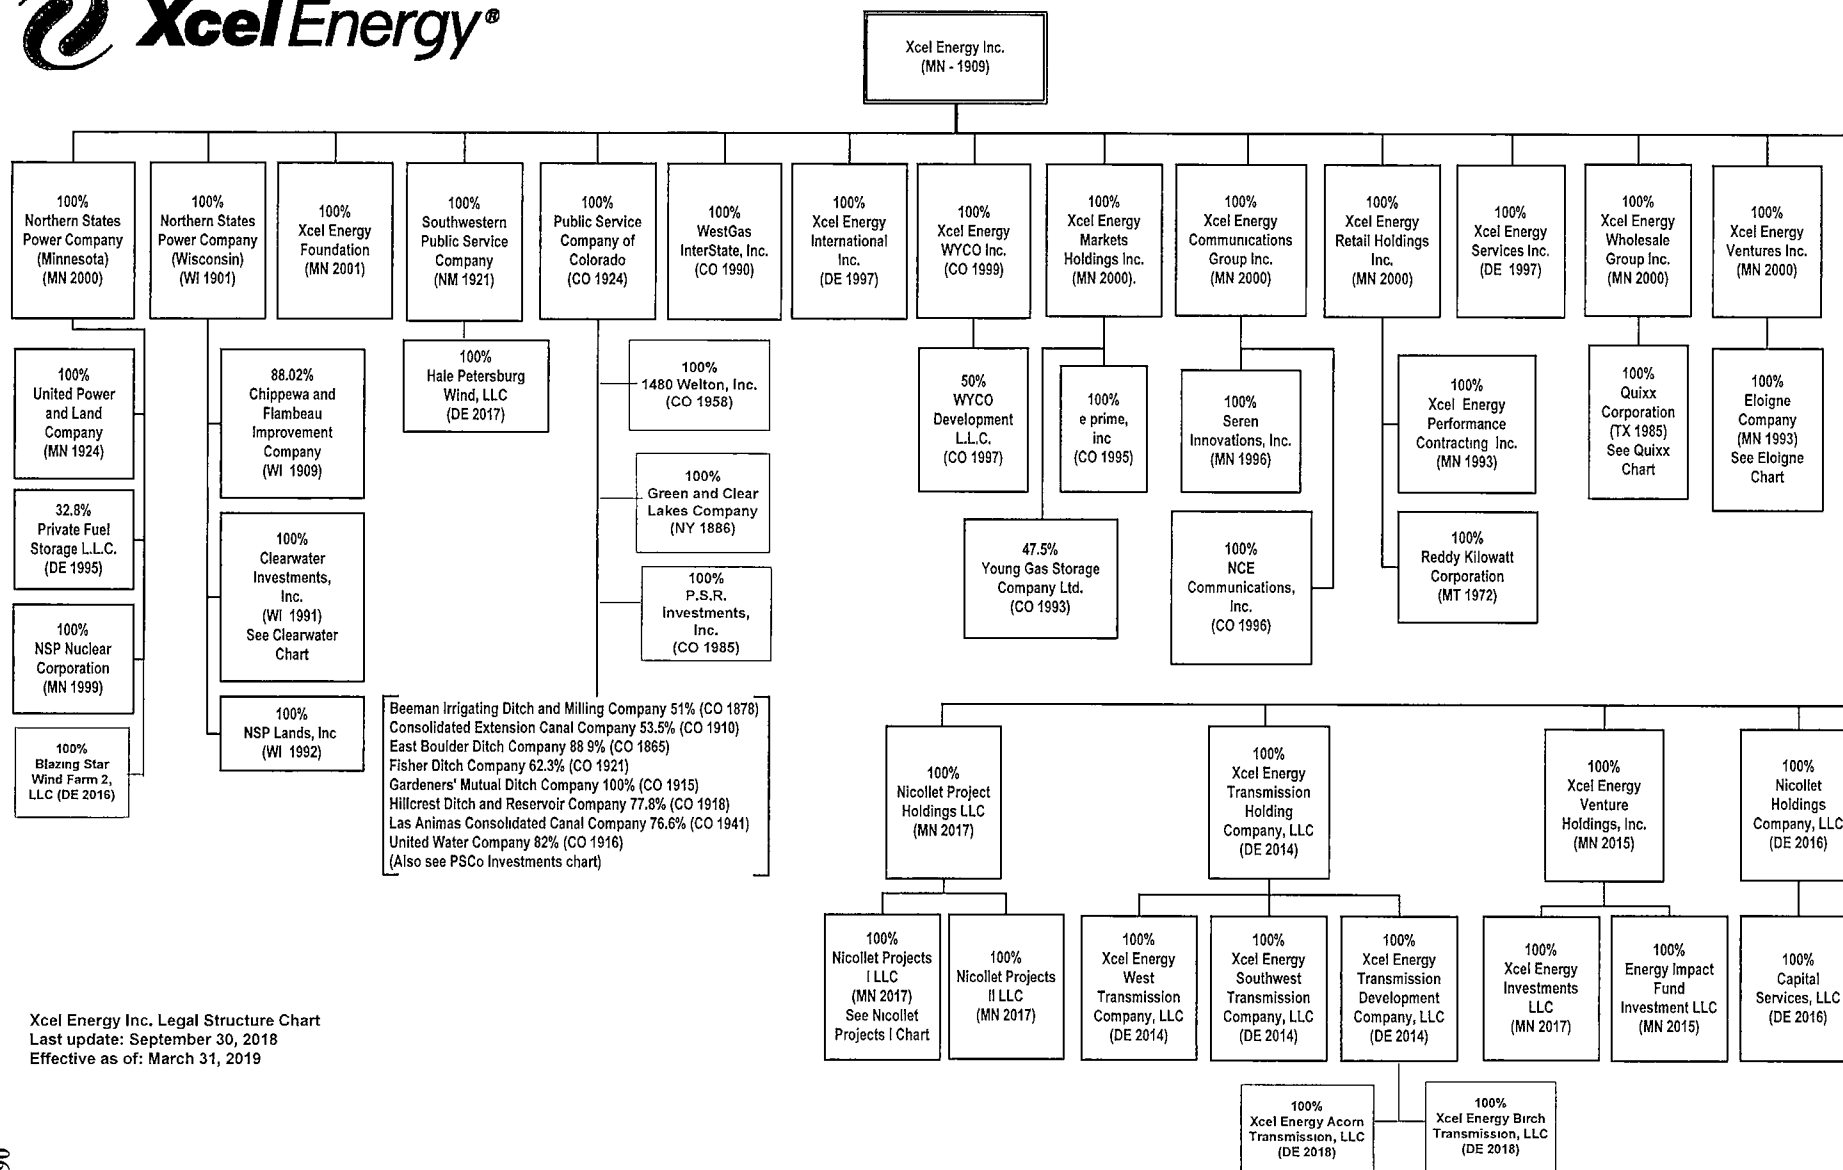 Xcel Energy®
Xcel Energy Inc.
(MN - 1909)
100%
Northern States
Power Company
(Minnesota)
(MN 2000)
100%
Northern States
Power Company
(Wisconsin)
(WI 1901)
100%
Xcel Energy
Foundation
(MN 2001)
100%
Southwestern
Public Service
Company
(NM 1921)
100%
Public Service
Company of
Colorado
(CO 1924)
100%
WestGas
InterState, Inc.
(CO 1990)
100%
Xcel Energy
International
Inc.
(DE 1997)
100%
Xcel Energy
WYCO Inc.
(CO 1999)
100%
Xcel Energy
Markets
Holdings Inc.
(MN 2000).
100%
Xcel Energy
Communications
Group Inc.
(MN 2000)
100%
Xcel Energy
Retail Holdings
Inc.
(MN 2000)
100%
Xcel Energy
Services Inc.
(DE 1997)
100%
Xcel Energy
Wholesale
Group Inc.
(MN 2000)
100%
Xcel Energy
Ventures Inc.
(MN 2000)
100%
United Power
and Land
Company
(MN 1924)
32.8%
Private Fuel
Storage L.L.C.
(DE 1995)
100%
NSP Nuclear
Corporation
(MN 1999)
100%
Blazing Star
Wind Farm 2,
LLC (DE 2016)
88.02%
Chippewa and
Flambeau
Improvement
Company
(WI 1909)
100%
Clearwater
Investments,
Inc.
(WI 1991)
See Clearwater
Chart
100%
NSP Lands, Inc
(WI 1992)
100%
Hale Petersburg
Wind, LLC
(DE 2017)
100%
1480 Welton, Inc.
(CO 1958)
100%
Green and Clear
Lakes Company
(NY 1886)
100%
P.S.R.
Investments,
Inc.
(CO 1985)
Beeman Irrigating Ditch and Milling Company 51% (CO 1878)
Consolidated Extension Canal Company 53.5% (CO 1910)
East Boulder Ditch Company 88 9% (CO 1865)
Fisher Ditch Company 62.3% (CO 1921)
Gardeners' Mutual Ditch Company 100% (CO 1915)
Hillcrest Ditch and Reservoir Company 77.8% (CO 1918)
Las Animas Consolidated Canal Company 76.6% (CO 1941)
United Water Company 82% (CO 1916)
(Also see PSCo Investments chart)
50%
WYCO
Development
L.L.C.
(CO 1997)
100%
e prime,
inc
(CO 1995)
47.5%
Young Gas Storage
Company Ltd.
(CO 1993)
100%
Seren
Innovations, Inc.
(MN 1996)
100%
NCE
Communications,
Inc.
(CO 1996)
100%
Xcel Energy
Performance
Contracting Inc.
(MN 1993)
100%
Reddy Kilowatt
Corporation
(MT 1972)
100%
Quixx
Corporation
(TX 1985)
See Quixx
Chart
100%
Eloigne
Company
(MN 1993)
See Eloigne
Chart
100%
Nicollet Project
Holdings LLC
(MN 2017)
100%
Xcel Energy
Transmission
Holding
Company, LLC
(DE 2014)
100%
Xcel Energy
Venture
Holdings, Inc.
(MN 2015)
100%
Nicollet
Holdings
Company, LLC
(DE 2016)
100%
Nicollet Projects
I LLC
(MN 2017)
See Nicollet
Projects I Chart
100%
Nicollet Projects
II LLC
(MN 2017)
100%
Xcel Energy
West
Transmission
Company, LLC
(DE 2014)
100%
Xcel Energy
Southwest
Transmission
Company, LLC
(DE 2014)
100%
Xcel Energy
Transmission
Development
Company, LLC
(DE 2014)
100%
Xcel Energy
Investments
LLC
(MN 2017)
100%
Energy Impact
Fund
Investment LLC
(MN 2015)
100%
Capital
Services, LLC
(DE 2016)
100%
Xcel Energy Acorn
Transmission, LLC
(DE 2018)
100%
Xcel Energy Birch
Transmission, LLC
(DE 2018)
Xcel Energy Inc. Legal Structure Chart
Last update: September 30, 2018
Effective as of: March 31, 2019